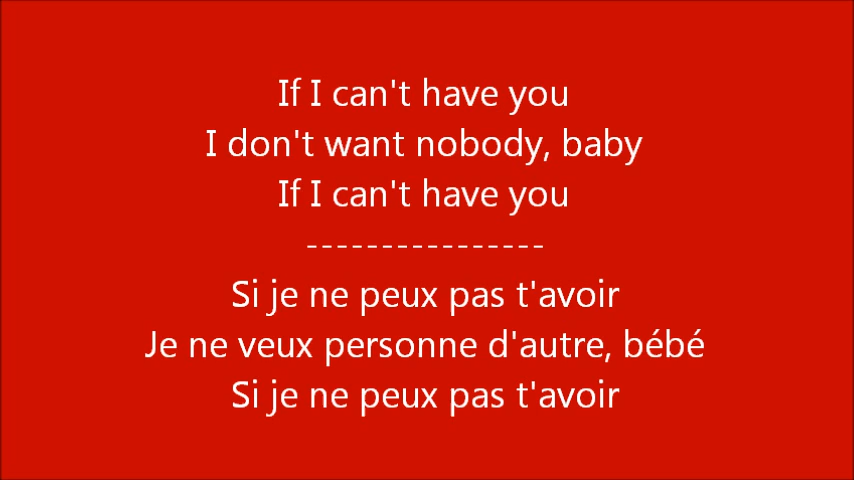 If I can't have you
I don't want nobody, baby
If I can't have you
----------------
Si je ne peux pas t'avoir
Je ne veux personne d'autre, bébé
Si je ne peux pas t'avoir